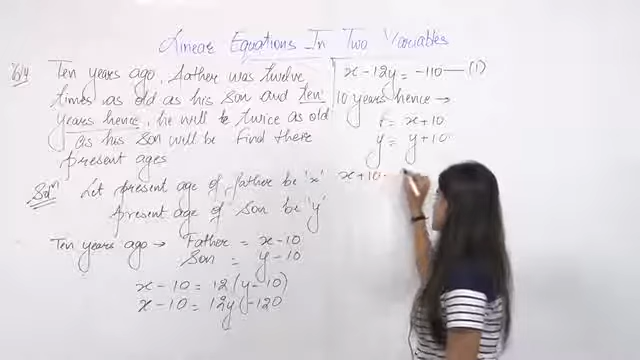 Linear Equations In Two Variables
Ten years ago, father was twelve
times as old as his son and ten
years hence, he will be twice as old
as his son will be Find there
present ages
Solⁿ. Let present age of father be 'x'
present age of son be 'y'
Ten years ago → Father = x-10
Son = y-10
x-10 = 12(y-10)
x-10 = 12y(-120
x-12y = -110 — (1)
10 years hence →
f = x+10
y = y+10
x+10